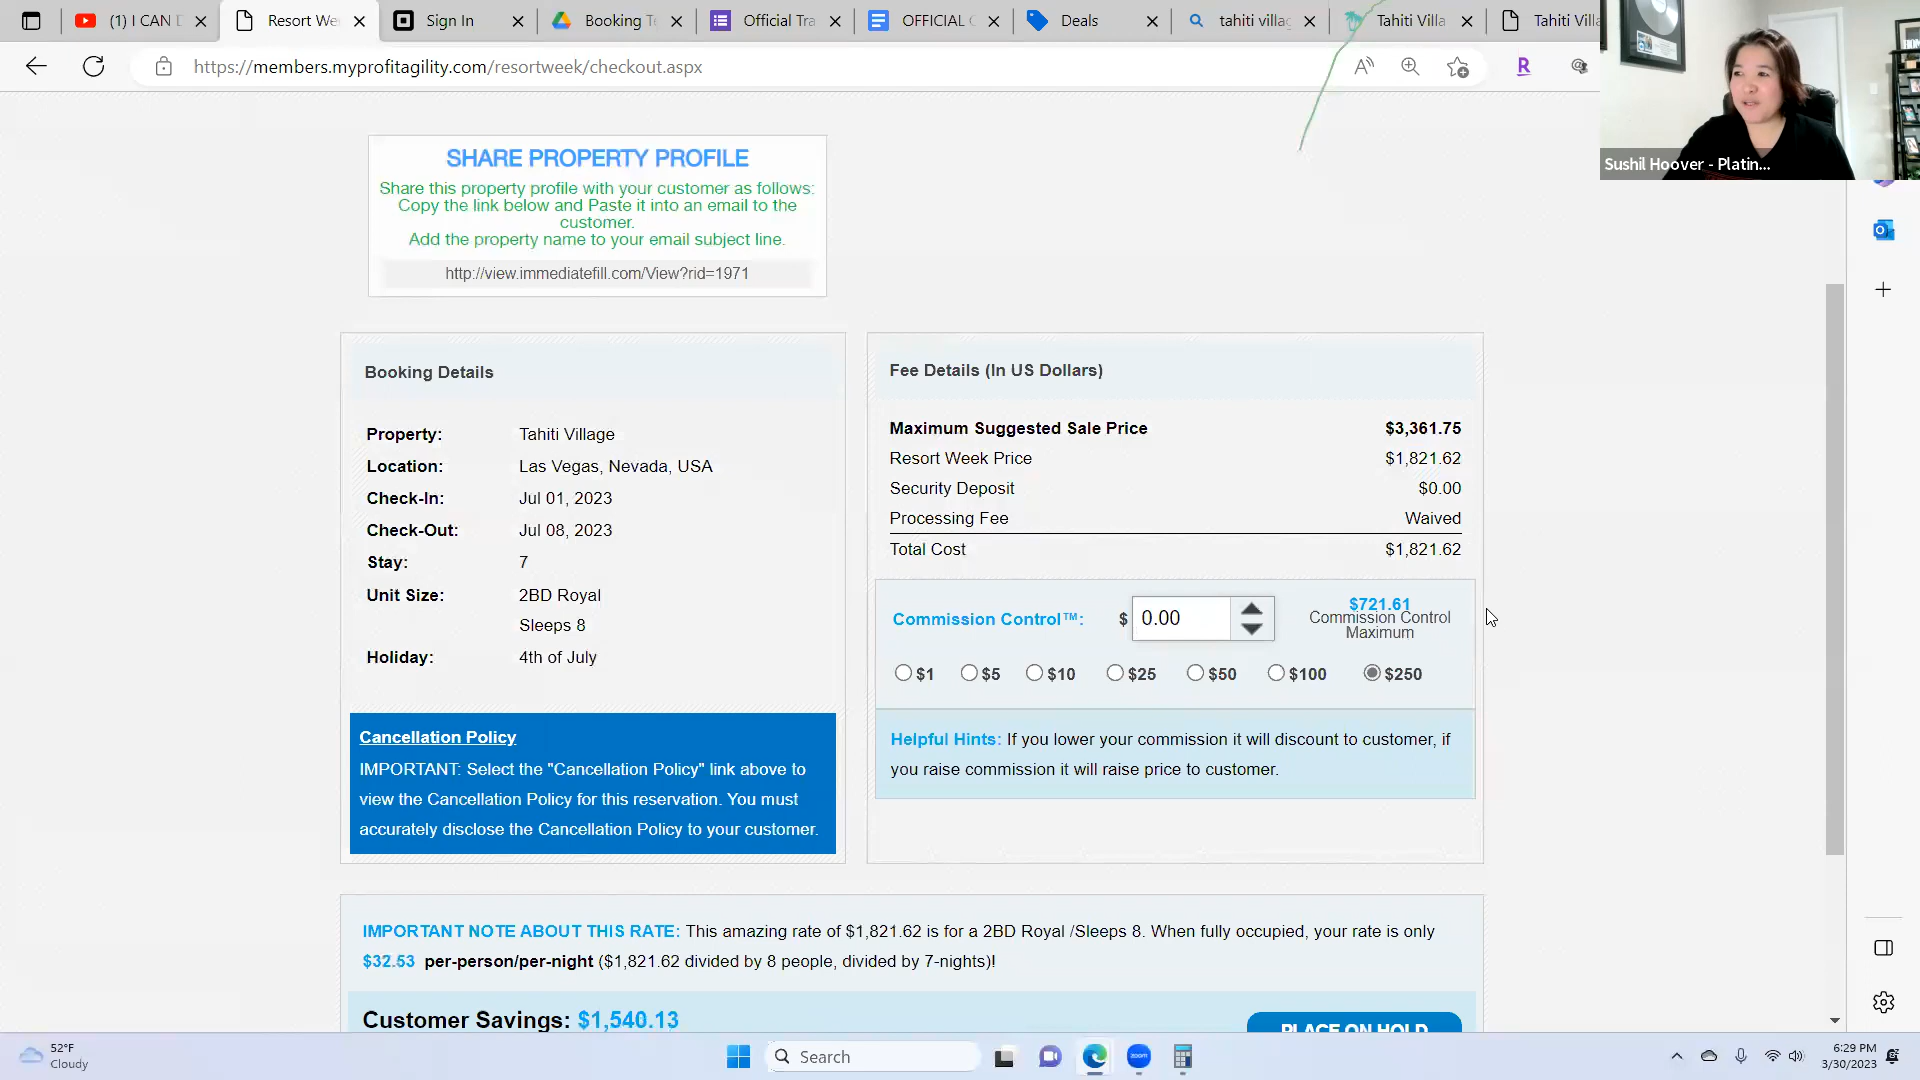 (1) I CAN D
Resort We
Sign In
Booking T
Official Tra
OFFICIAL
Deals
tahiti villag
Tahiti Villa
Tahiti Villa
https://members.myprofitagility.com/resortweek/checkout.aspx
Sushil Hoover - Platin...
SHARE PROPERTY PROFILE
Share this property profile with your customer as follows:
Copy the link below and Paste it into an email to the
customer.
Add the property name to your email subject line.
http://view.immediatefill.com/View?rid=1971
Booking Details
Property: Tahiti Village
Location: Las Vegas, Nevada, USA
Check-In: Jul 01, 2023
Check-Out: Jul 08, 2023
Stay: 7
Unit Size: 2BD Royal
Sleeps 8
Holiday: 4th of July
Cancellation Policy
IMPORTANT: Select the "Cancellation Policy" link above to
view the Cancellation Policy for this reservation. You must
accurately disclose the Cancellation Policy to your customer.
Fee Details (In US Dollars)
Maximum Suggested Sale Price $3,361.75
Resort Week Price $1,821.62
Security Deposit $0.00
Processing Fee Waived
Total Cost $1,821.62
Commission Control™: $ 0.00
$721.61
Commission Control
Maximum
$1 $5 $10 $25 $50 $100 $250
Helpful Hints: If you lower your commission it will discount to customer, if
you raise commission it will raise price to customer.
IMPORTANT NOTE ABOUT THIS RATE: This amazing rate of $1,821.62 is for a 2BD Royal /Sleeps 8. When fully occupied, your rate is only
$32.53 per-person/per-night ($1,821.62 divided by 8 people, divided by 7-nights)!
Customer Savings: $1,540.13
PLACE ON HOLD
52°F
Cloudy
Search
zoom
6:29 PM
3/30/2023